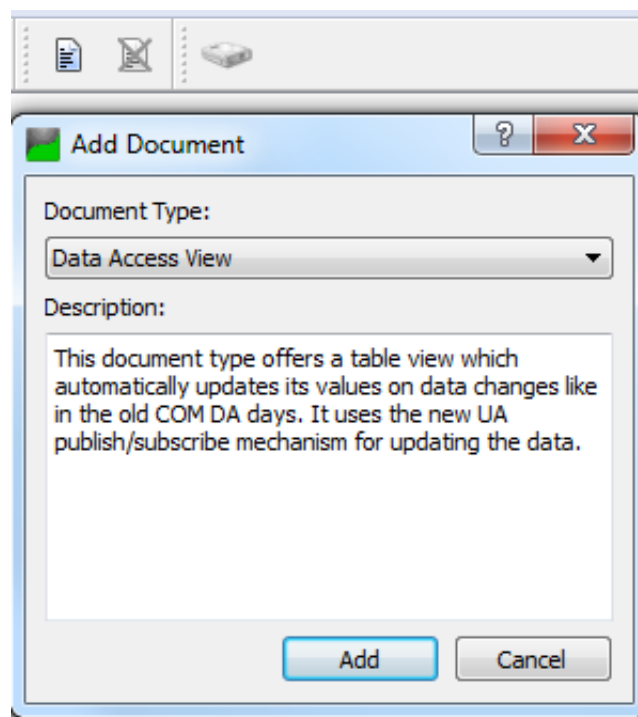 Add Document
Document Type:
Data Access View
Description:
This document type offers a table view which
automatically updates its values on data changes like
in the old COM DA days. It uses the new UA
publish/subscribe mechanism for updating the data.
Add
Cancel